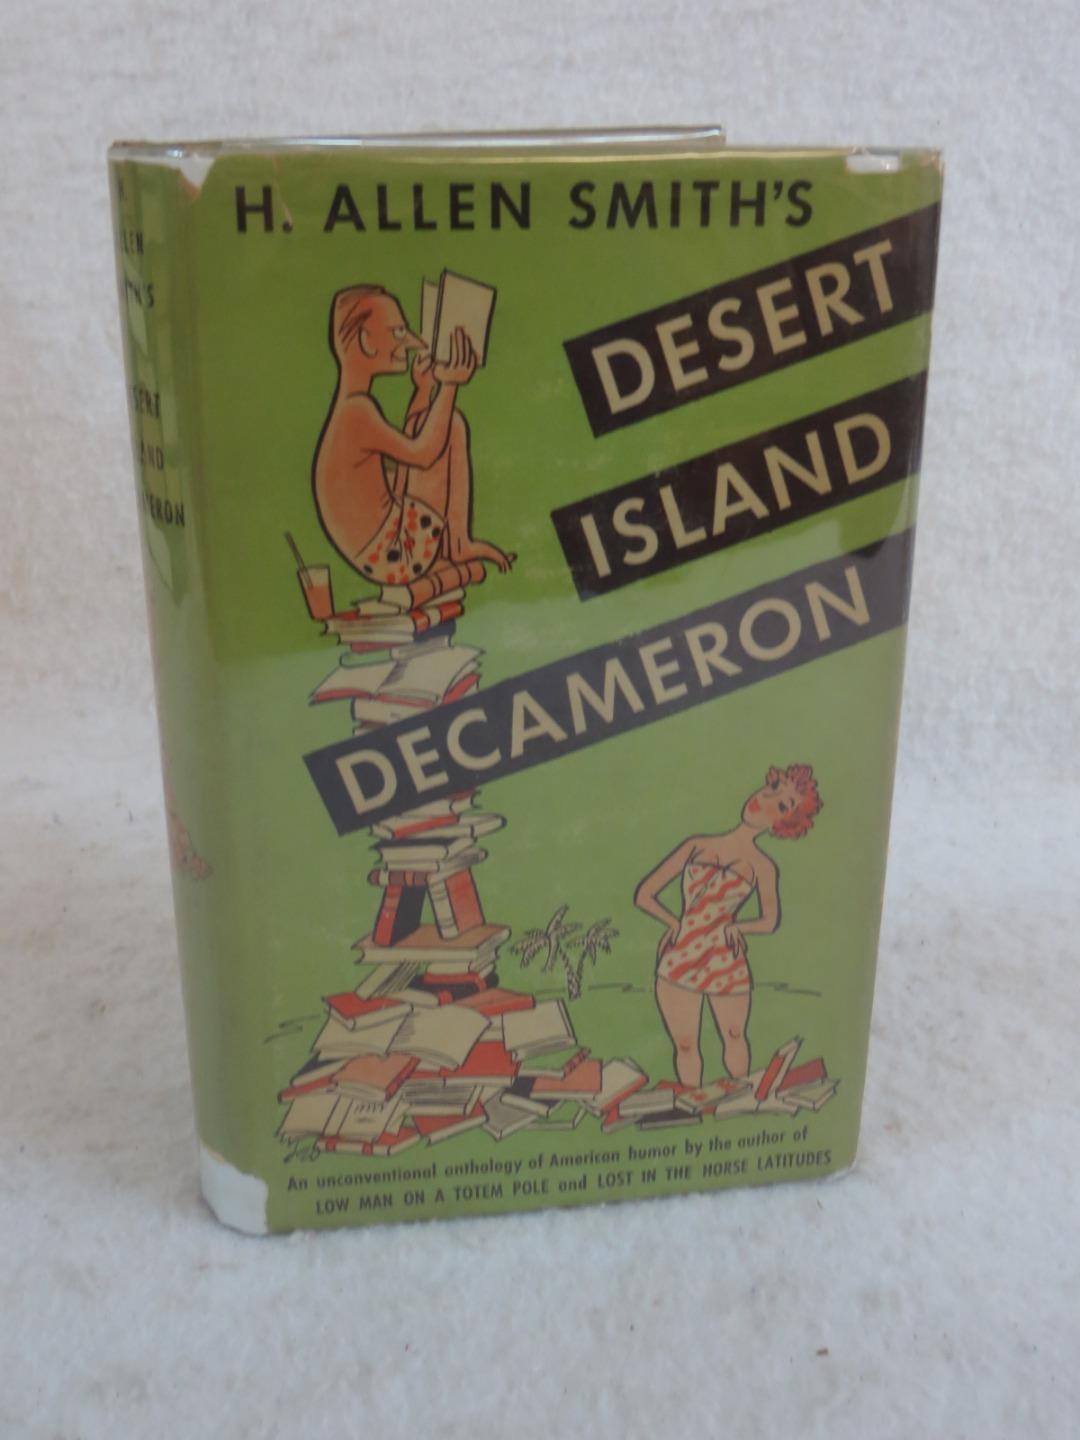 H. ALLEN SMITH'S
DESERT
ISLAND
DECAMERON
An unconventional anthology of American humor by the author of
LOW MAN ON A TOTEM POLE and LOST IN THE HORSE LATITUDES